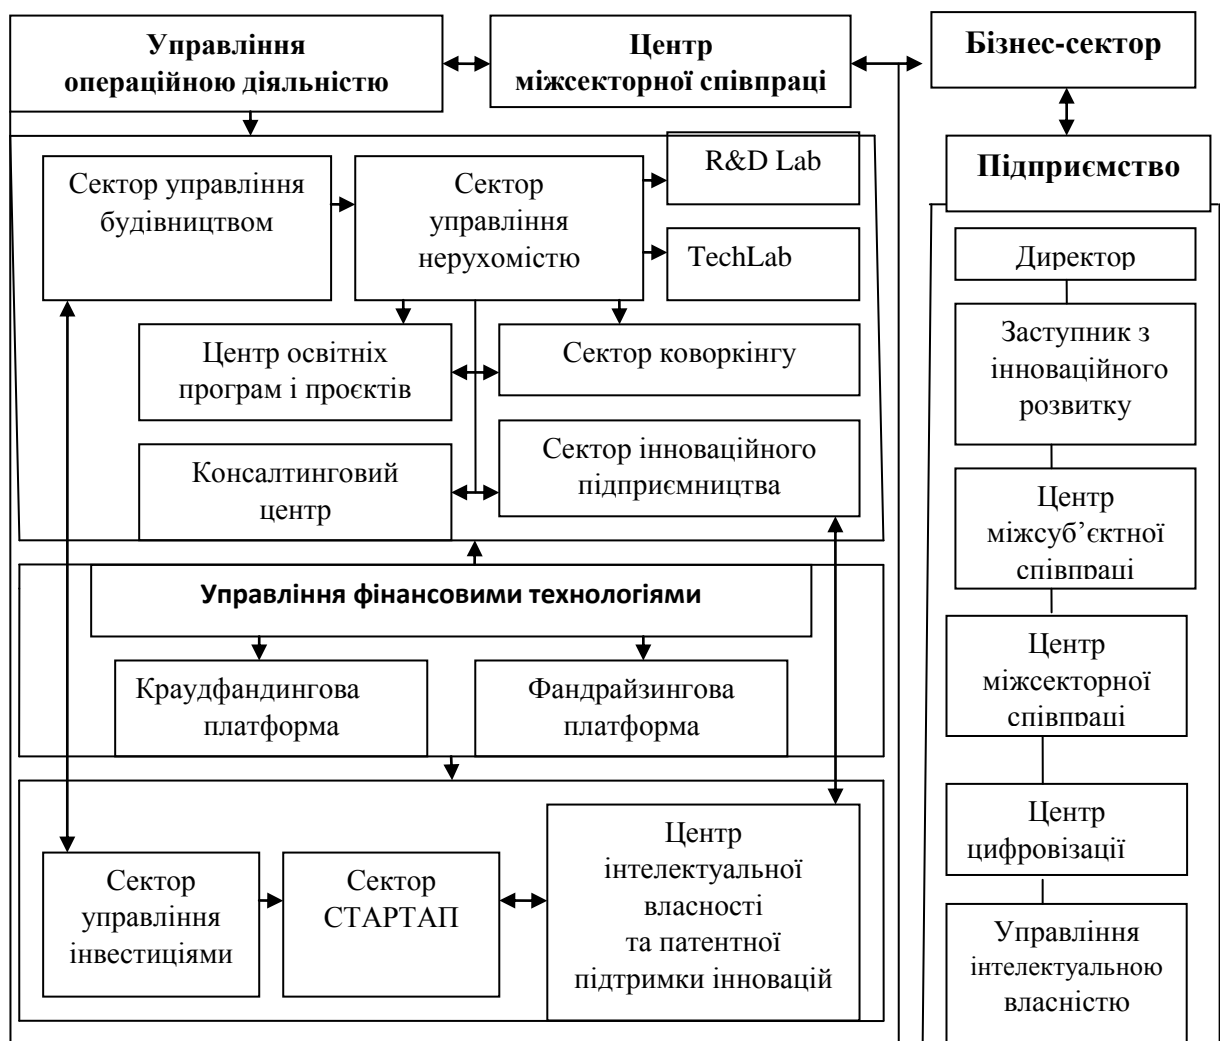 Управління
операційною діяльністю
Центр
міжсекторної співпраці
Бізнес-сектор
Підприємство
Сектор управління
будівництвом
Сектор
управління
нерухомістю
R&D Lab
TechLab
Центр освітніх
програм і проєктів
Сектор коворкінгу
Консалтинговий
центр
Сектор інноваційного
підприємництва
Управління фінансовими технологіями
Краудфандингова
платформа
Фандрайзингова
платформа
Сектор
управління
інвестиціями
Сектор
СТАРТАП
Центр
інтелектуальної
власності
та патентної
підтримки інновацій
Директор
Заступник з
інноваційного
розвитку
Центр
міжсуб’єктної
співпраці
Центр
міжсекторної
співпраці
Центр
цифровізації
Управління
інтелектуальною
власністю